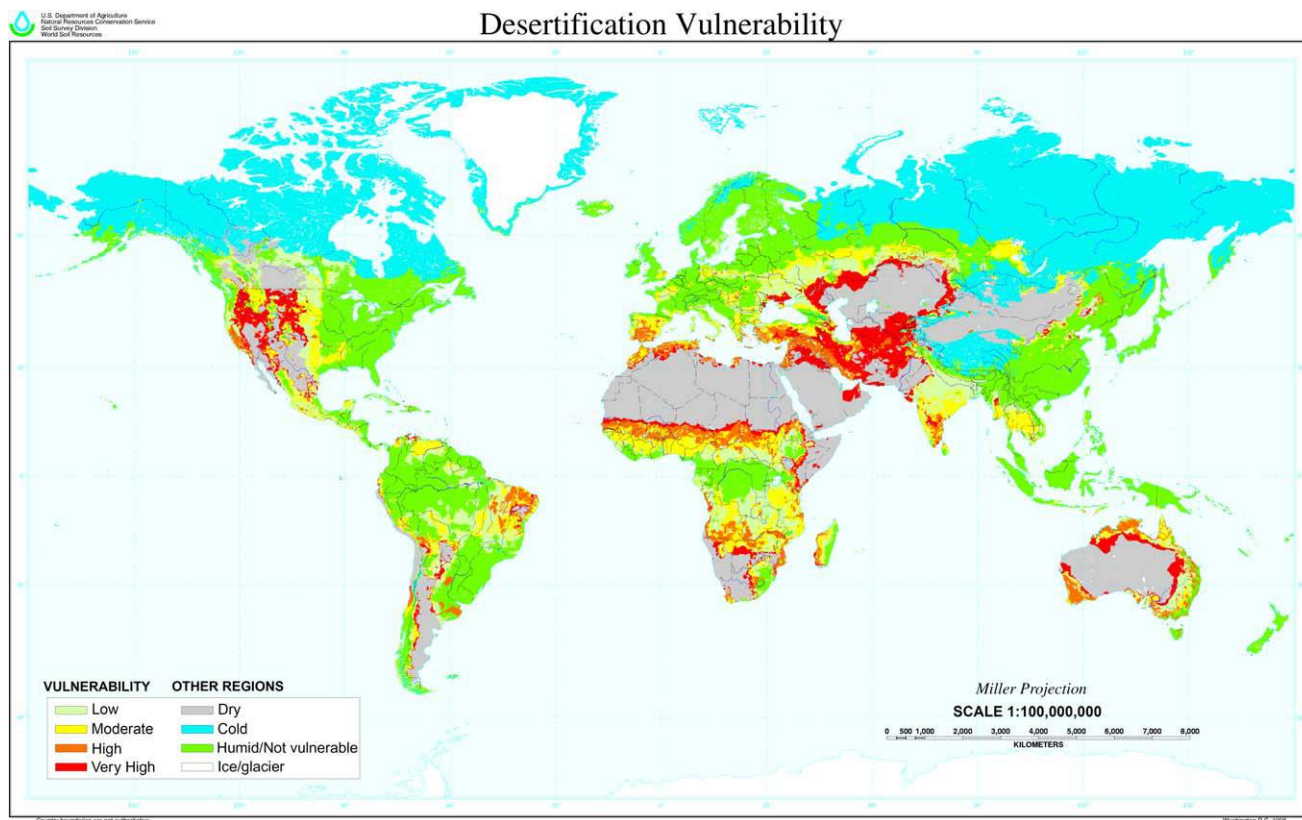 U.S. Department of Agriculture
Natural Resources Conservation Service
Soil Survey Division
World Soil Resources
Desertification Vulnerability
VULNERABILITY OTHER REGIONS
Low Dry
Moderate Cold
High Humid/Not vulnerable
Very High Ice/glacier
Miller Projection
SCALE 1:100,000,000
0 500 1,000 2,000 3,000 4,000 5,000 6,000 7,000 8,000
KILOMETERS